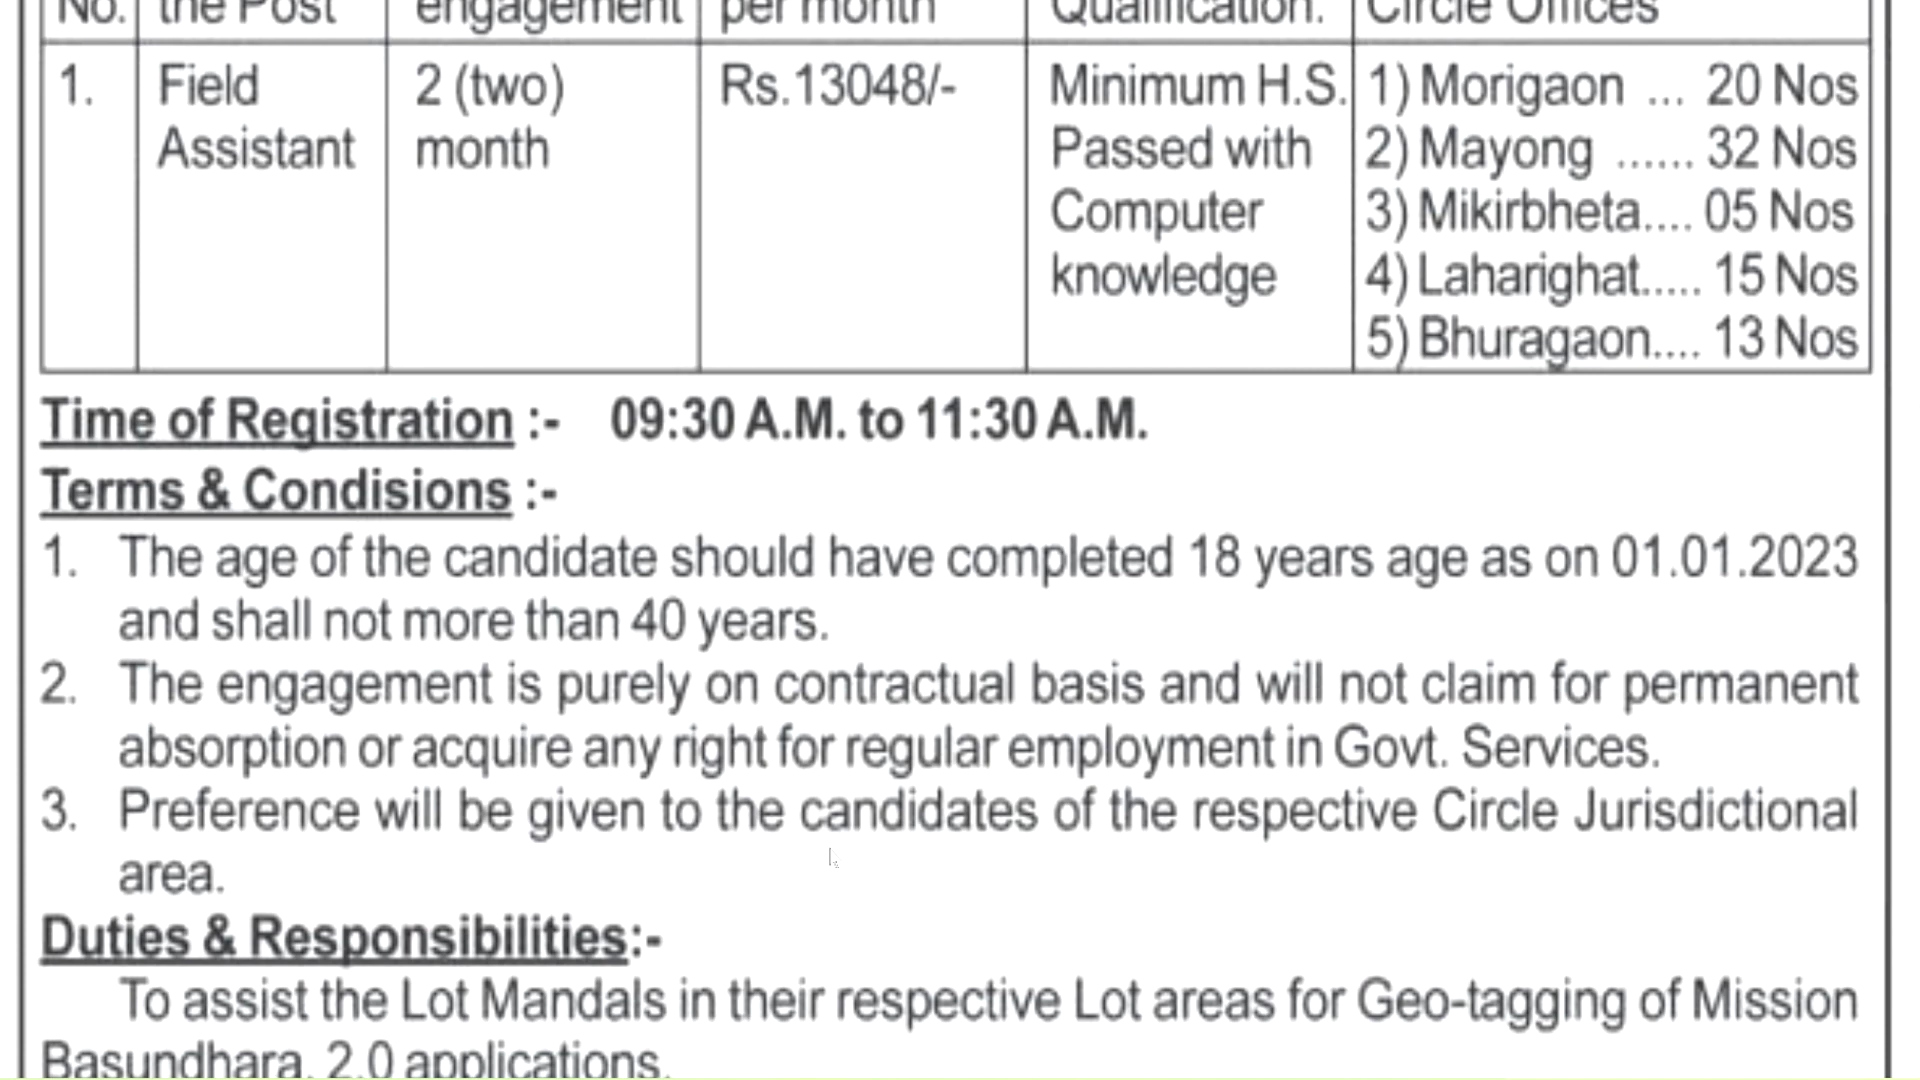 No. the Post engagement per month Qualification. Circle Offices
1. Field 2 (two) Rs.13048/- Minimum H.S. 1) Morigaon ... 20 Nos
Assistant month Passed with 2) Mayong ...... 32 Nos
Computer 3) Mikirbheta.... 05 Nos
knowledge 4) Laharighat..... 15 Nos
5) Bhuragaon.... 13 Nos
Time of Registration :- 09:30 A.M. to 11:30 A.M.
Terms & Condisions :-
1. The age of the candidate should have completed 18 years age as on 01.01.2023
and shall not more than 40 years.
2. The engagement is purely on contractual basis and will not claim for permanent
absorption or acquire any right for regular employment in Govt. Services.
3. Preference will be given to the candidates of the respective Circle Jurisdictional
area.
Duties & Responsibilities:-
To assist the Lot Mandals in their respective Lot areas for Geo-tagging of Mission
Basundhara, 2.0 applications.